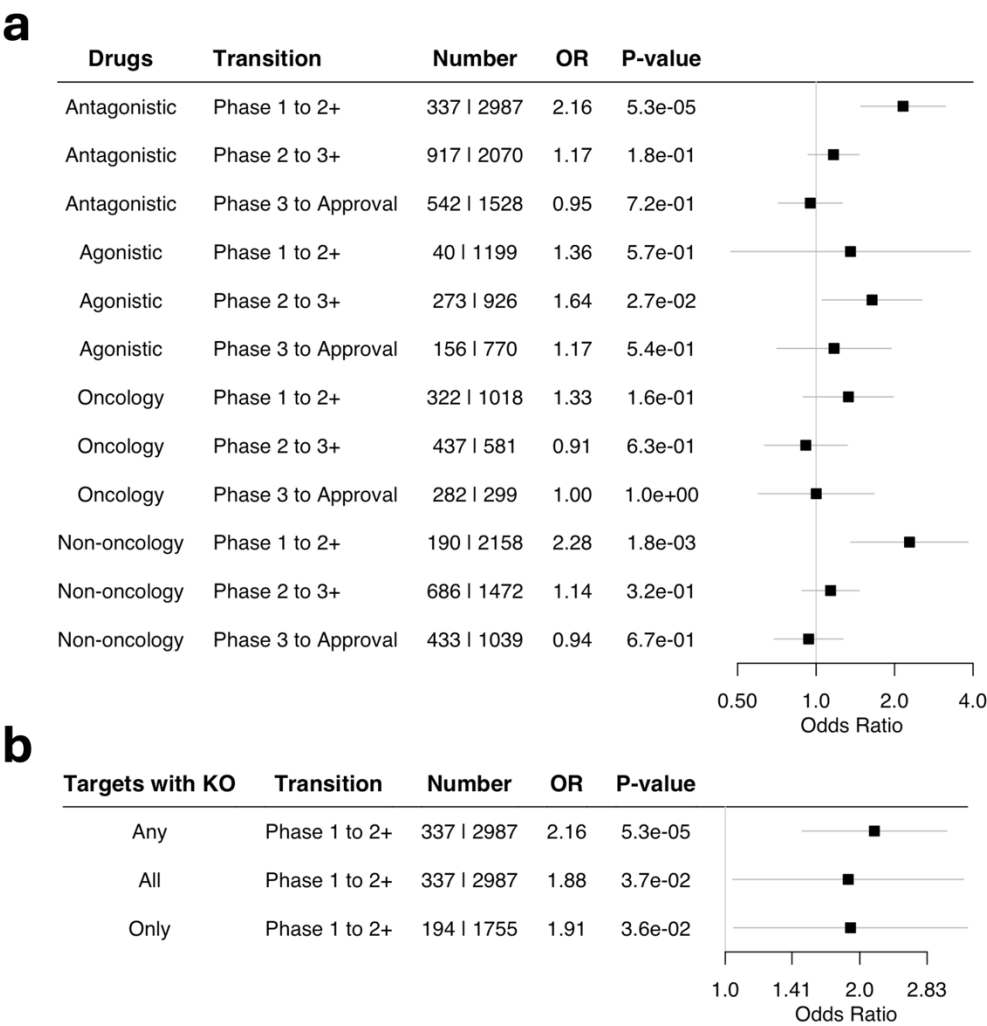 a
Drugs Transition Number OR P-value
Antagonistic Phase 1 to 2+ 337 | 2987 2.16 5.3e-05
Antagonistic Phase 2 to 3+ 917 | 2070 1.17 1.8e-01
Antagonistic Phase 3 to Approval 542 | 1528 0.95 7.2e-01
Agonistic Phase 1 to 2+ 40 | 1199 1.36 5.7e-01
Agonistic Phase 2 to 3+ 273 | 926 1.64 2.7e-02
Agonistic Phase 3 to Approval 156 | 770 1.17 5.4e-01
Oncology Phase 1 to 2+ 322 | 1018 1.33 1.6e-01
Oncology Phase 2 to 3+ 437 | 581 0.91 6.3e-01
Oncology Phase 3 to Approval 282 | 299 1.00 1.0e+00
Non-oncology Phase 1 to 2+ 190 | 2158 2.28 1.8e-03
Non-oncology Phase 2 to 3+ 686 | 1472 1.14 3.2e-01
Non-oncology Phase 3 to Approval 433 | 1039 0.94 6.7e-01
0.50 1.0 2.0 4.0
Odds Ratio
b
Targets with KO Transition Number OR P-value
Any Phase 1 to 2+ 337 | 2987 2.16 5.3e-05
All Phase 1 to 2+ 337 | 2987 1.88 3.7e-02
Only Phase 1 to 2+ 194 | 1755 1.91 3.6e-02
1.0 1.41 2.0 2.83
Odds Ratio